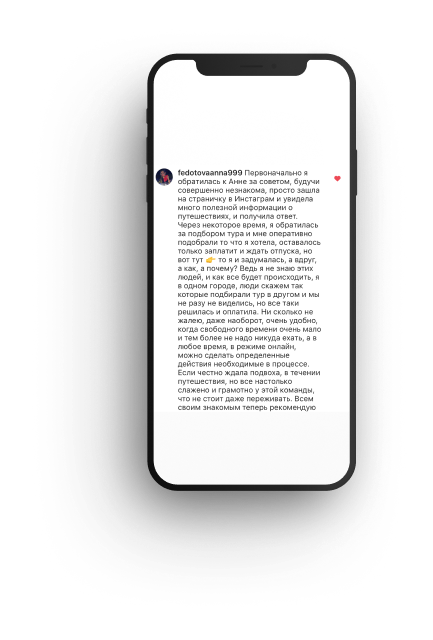 fedotovaanna999 Первоначально я
обратилась к Анне за советом, будучи
совершенно незнакома, просто зашла
на страничку в Инстаграм и увидела
много полезной информации о
путешествиях, и получила ответ.
Через некоторое время, я обратилась
за подбором тура и мне оперативно
подобрали то что я хотела, оставалось
только заплатит и ждать отпуска, но
вот тут 👉 то я и задумалась, а вдруг,
а как, а почему? Ведь я не знаю этих
людей, и как все будет происходить, я
в одном городе, люди скажем так
которые подбирали тур в другом и мы
не разу не виделись, но все таки
решилась и оплатила. Ни сколько не
жалею, даже наоборот, очень удобно,
когда свободного времени очень мало
и тем более не надо никуда ехать, а в
любое время, в режиме онлайн,
можно сделать определенные
действия необходимые в процессе.
Если честно ждала подвоха, в течении
путешествия, но все настолько
слажено и грамотно у этой команды,
что не стоит даже переживать. Всем
своим знакомым теперь рекомендую